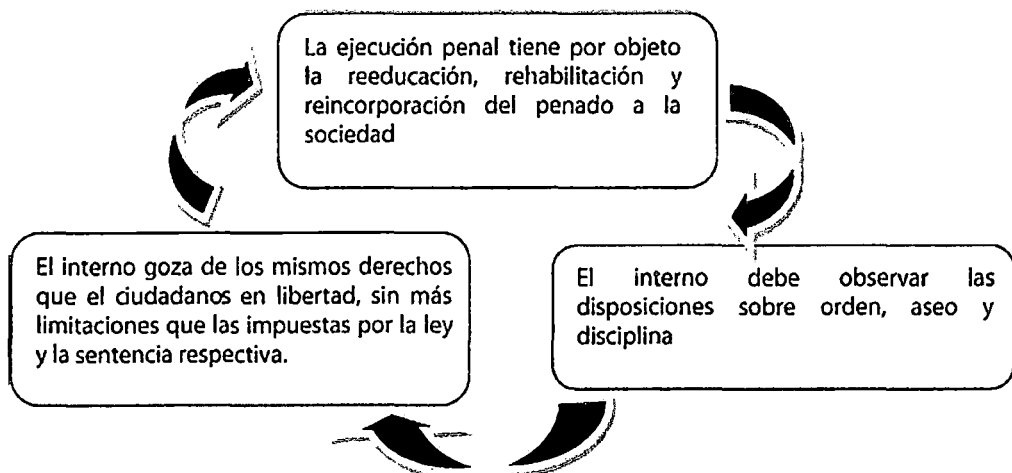 La ejecución penal tiene por objeto
la reeducación, rehabilitación y
reincorporación del penado a la
sociedad
El interno debe observar las
disposiciones sobre orden, aseo y
disciplina
El interno goza de los mismos derechos
que el ciudadanos en libertad, sin más
limitaciones que las impuestas por la ley
y la sentencia respectiva.